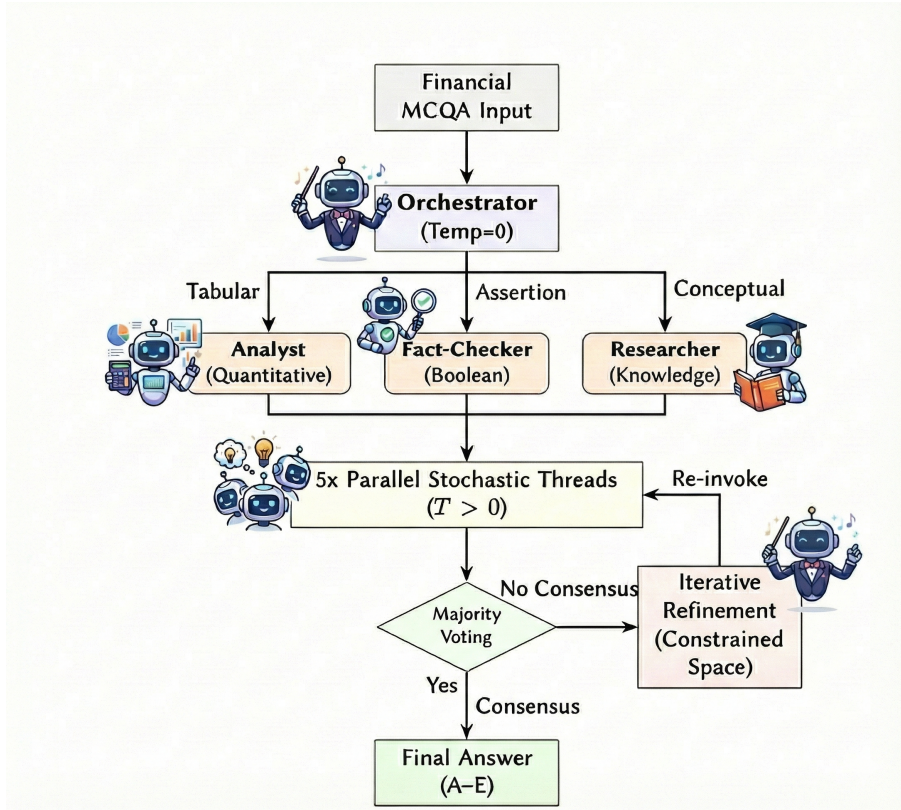 Financial
MCQA Input
Orchestrator
(Temp=0)
Tabular
Assertion
Conceptual
Analyst
(Quantitative)
Fact-Checker
(Boolean)
Researcher
(Knowledge)
5x Parallel Stochastic Threads
(T > 0)
Re-invoke
Majority
Voting
No Consensus
Iterative
Refinement
(Constrained
Space)
Yes
Consensus
Final Answer
(A–E)